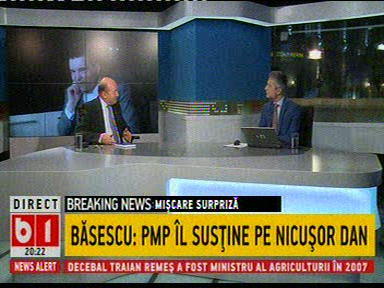 DIRECT
BREAKING NEWS MIȘCARE SURPRIZĂ
b1
20:22
BĂSESCU: PMP ÎL SUSȚINE PE NICUȘOR DAN
NEWS ALERT DECEBAL TRAIAN REMEȘ A FOST MINISTRU AL AGRICULTURII ÎN 2007